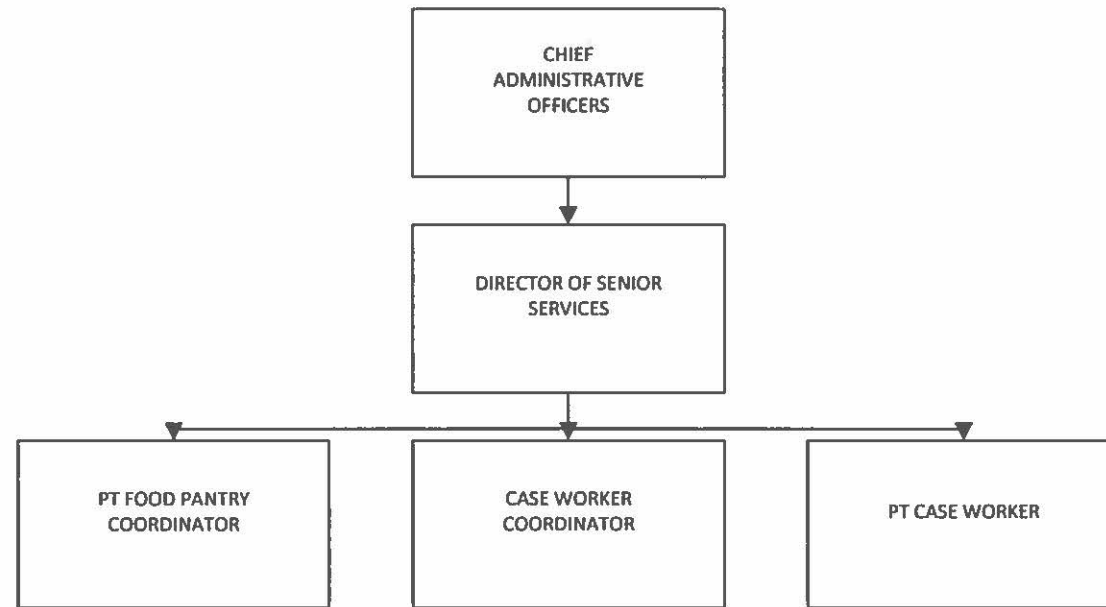 CHIEF
ADMINISTRATIVE
OFFICERS
DIRECTOR OF SENIOR
SERVICES
PT FOOD PANTRY
COORDINATOR
CASE WORKER
COORDINATOR
PT CASE WORKER